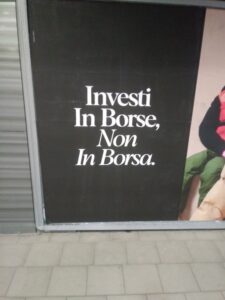 Investi
In Borse,
Non
In Borsa.